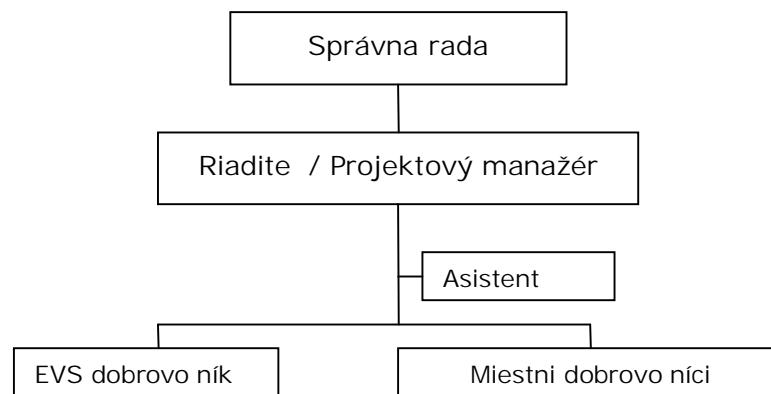 Správna rada
Riadite / Projektový manažér
Asistent
EVS dobrovo ník
Miestni dobrovo níci